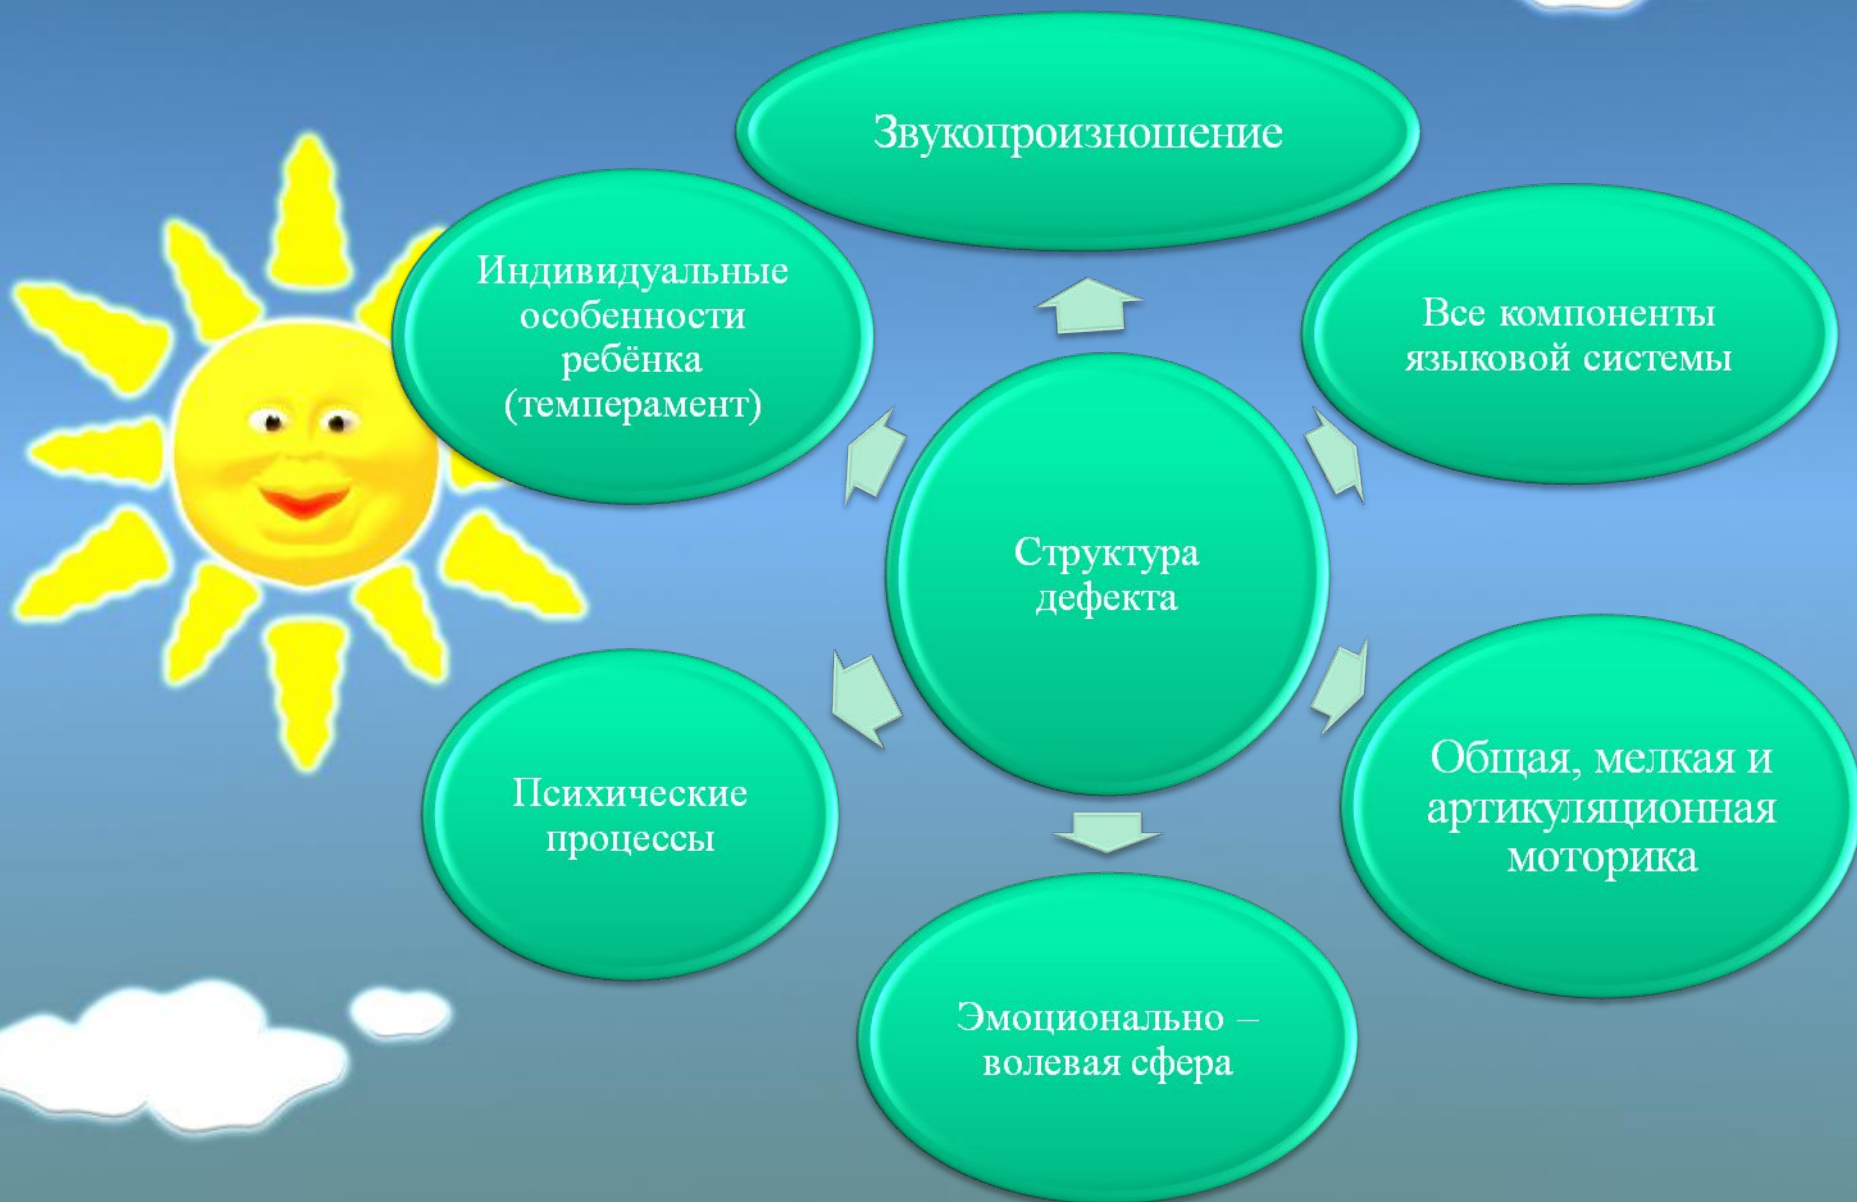 Звукопроизношение
Индивидуальные
особенности
ребёнка
(темперамент)
Все компоненты
языковой системы
Структура
дефекта
Психические
процессы
Общая, мелкая и
артикуляционная
моторика
Эмоционально –
волевая сфера